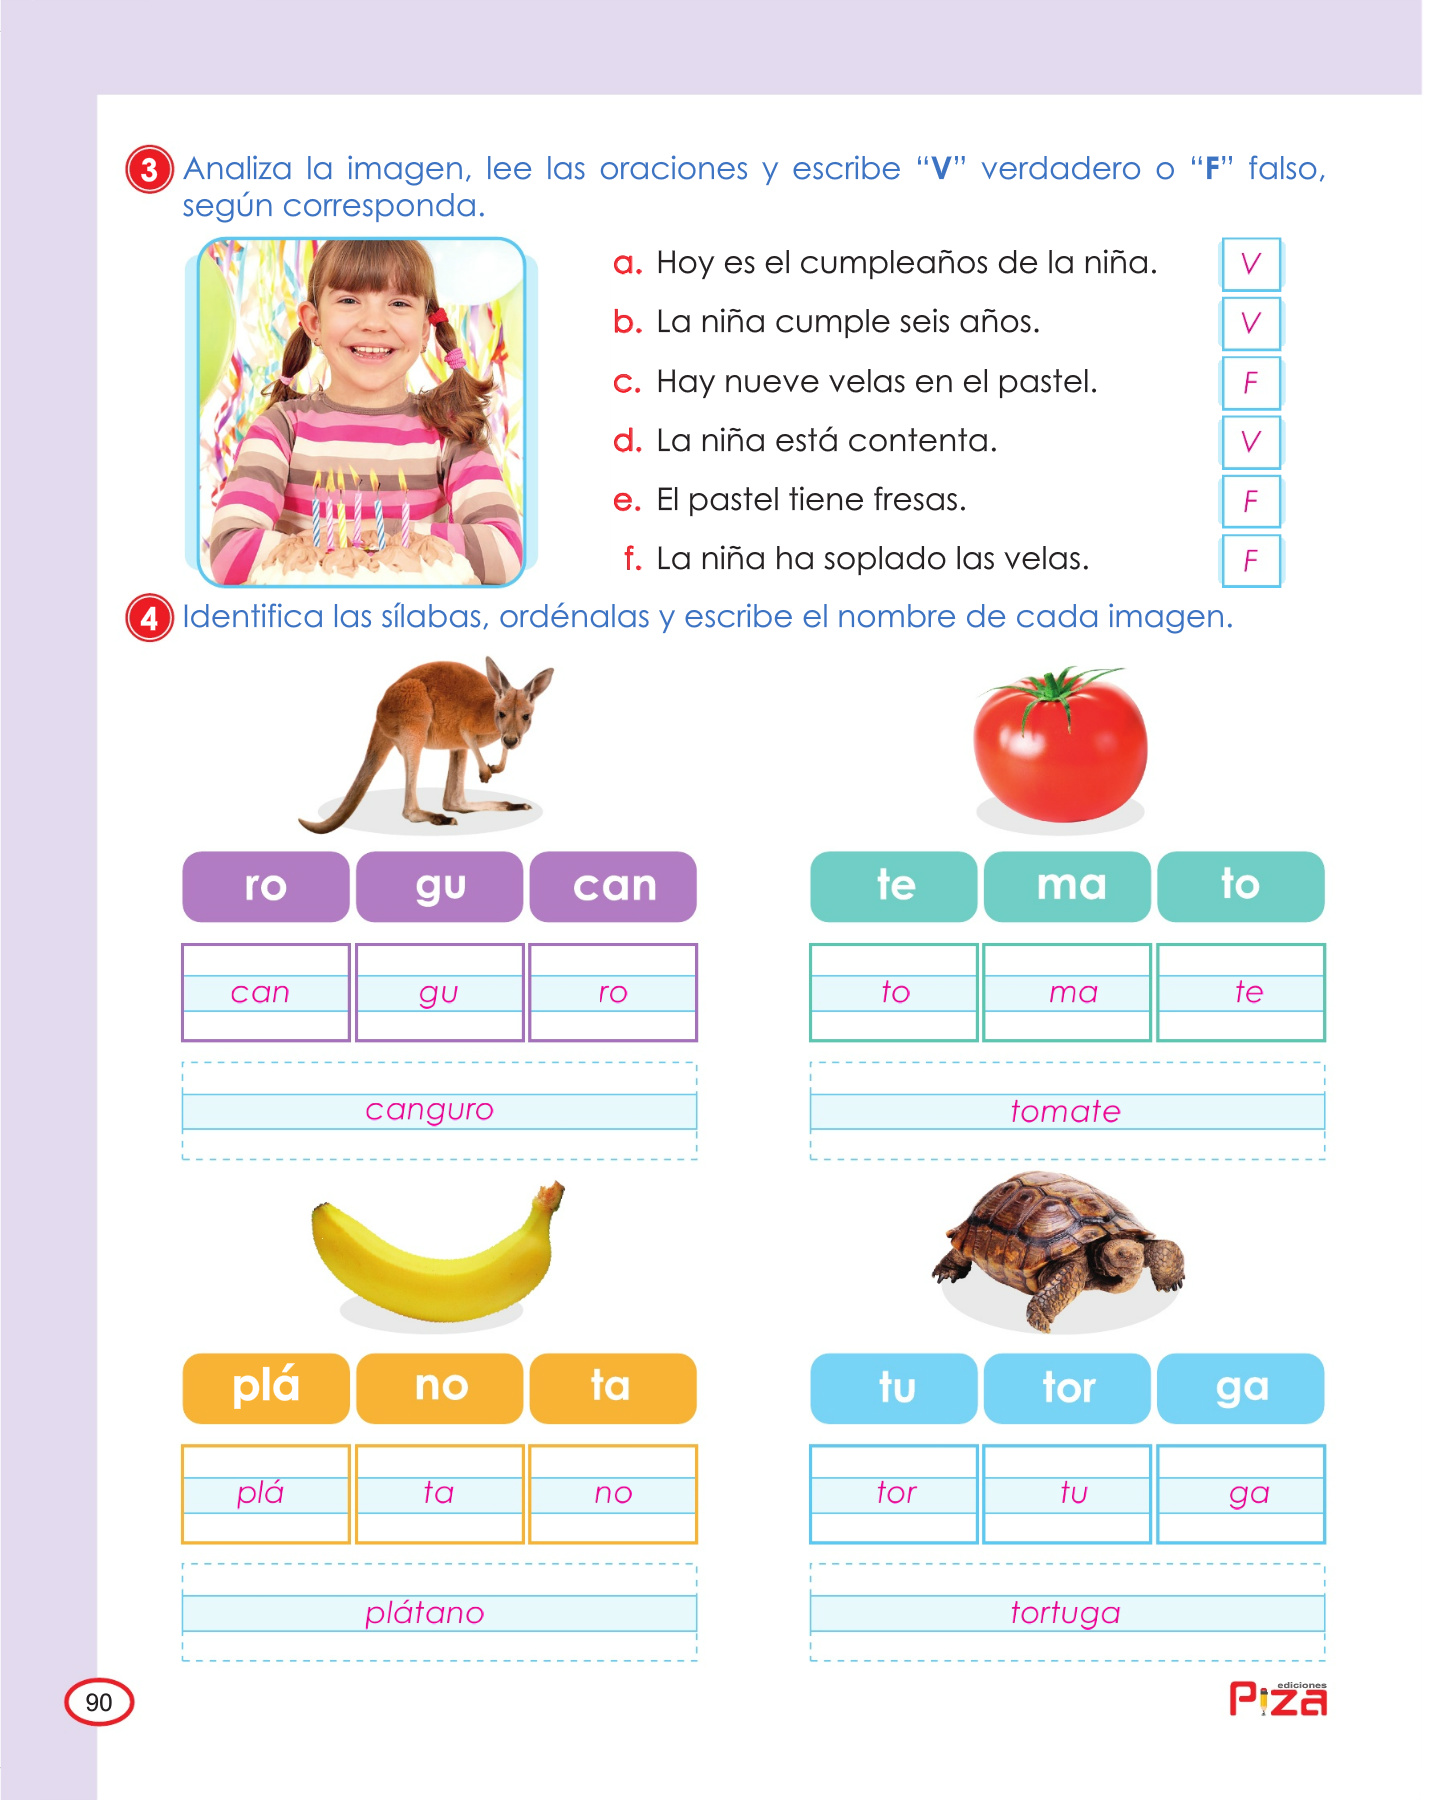 3 Analiza la imagen, lee las oraciones y escribe “V” verdadero o “F” falso,
según corresponda.
a. Hoy es el cumpleaños de la niña. V
b. La niña cumple seis años. V
c. Hay nueve velas en el pastel. F
d. La niña está contenta. V
e. El pastel tiene fresas. F
f. La niña ha soplado las velas. F
4 Identifica las sílabas, ordénalas y escribe el nombre de cada imagen.
ro gu can
can gu ro
canguro
te ma to
to ma te
tomate
plá no ta
plá ta no
plátano
tu tor ga
tor tu ga
tortuga
90
ediciones
Piza